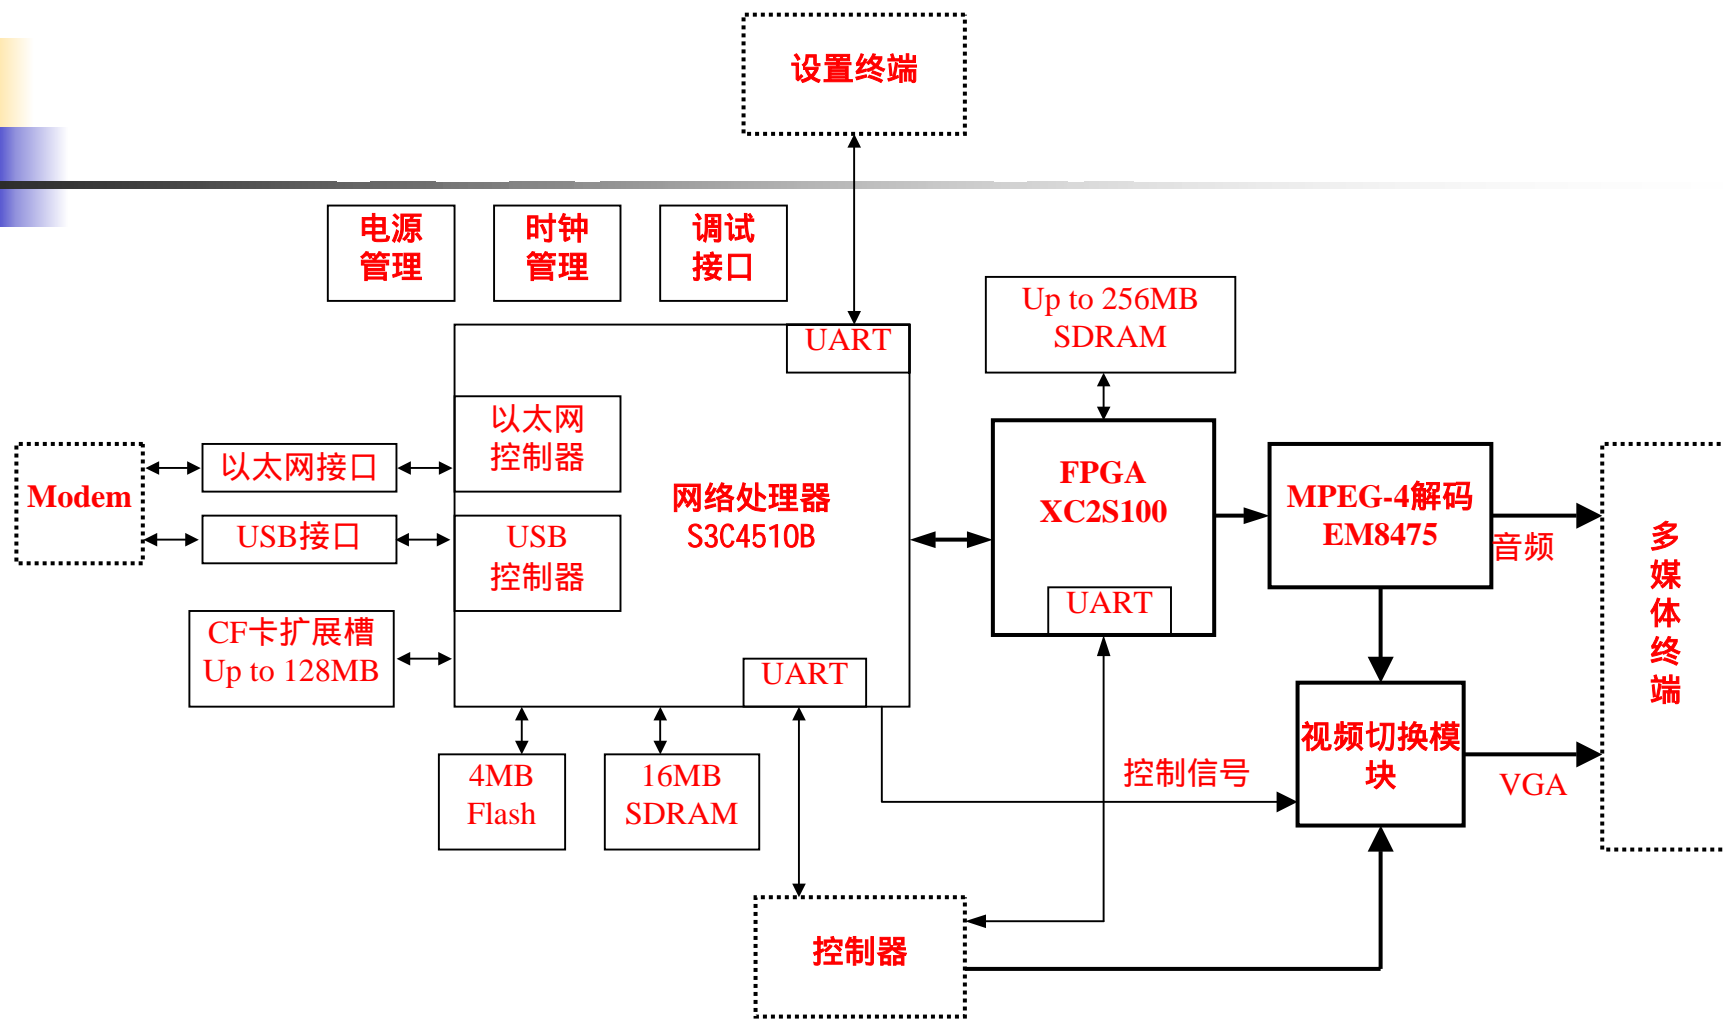 设置终端
电源
管理
时钟
管理
调试
接口
UART
Up to 256MB
SDRAM
以太网
控制器
以太网接口
Modem
USB接口
USB
控制器
网络处理器
S3C4510B
FPGA
XC2S100
UART
MPEG-4解码
EM8475
音频
多
媒
体
终
端
CF卡扩展槽
Up to 128MB
UART
4MB
Flash
16MB
SDRAM
控制信号
视频切换模
块
VGA
控制器